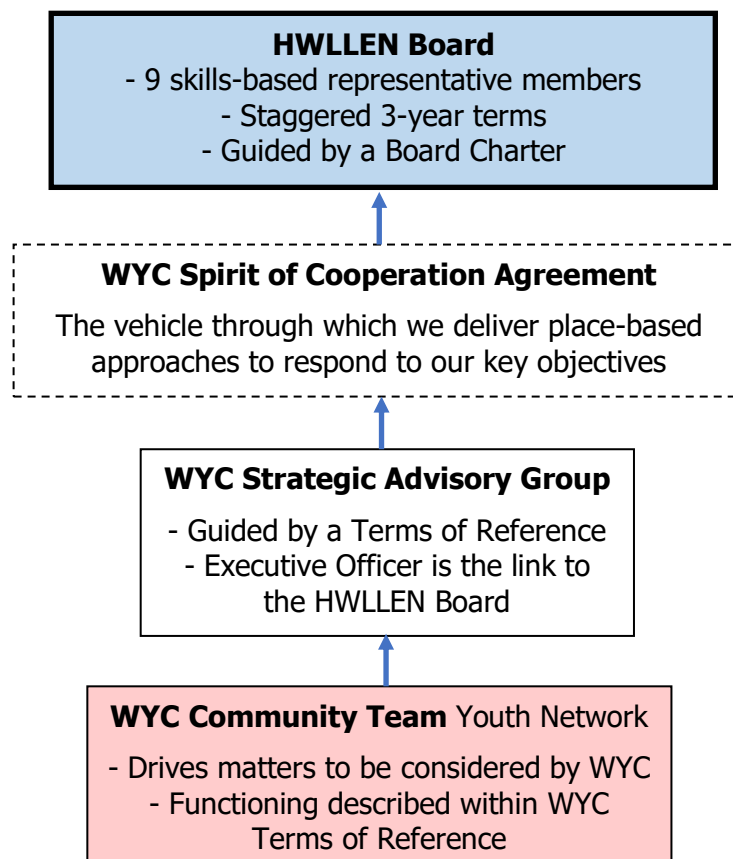 HWLLEN Board
- 9 skills-based representative members
- Staggered 3-year terms
- Guided by a Board Charter
WYC Spirit of Cooperation Agreement
The vehicle through which we deliver place-based
approaches to respond to our key objectives
WYC Strategic Advisory Group
- Guided by a Terms of Reference
- Executive Officer is the link to
the HWLLEN Board
WYC Community Team Youth Network
- Drives matters to be considered by WYC
- Functioning described within WYC
Terms of Reference